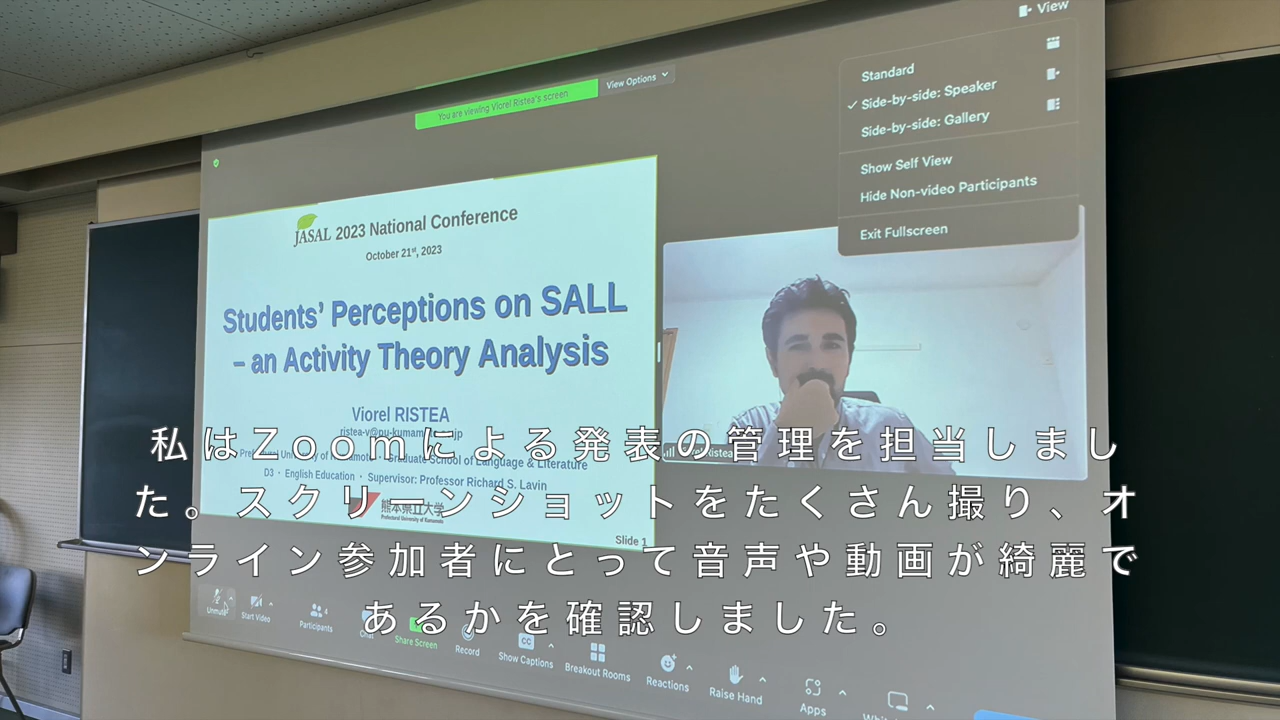 View
Standard
✓ Side-by-side: Speaker
Side-by-side: Gallery
Show Self View
Hide Non-video Participants
Exit Fullscreen
You are viewing Viorel Ristea's screen
View Options
JASAL 2023 National Conference
October 21st, 2023
Students' Perceptions on SALL
– an Activity Theory Analysis
Viorel RISTEA
D3 ・ English Education ・ Supervisor: Professor Richard S. Lavin
熊本県立大学
Prefectural University of Kumamoto
Slide 1
私はZoomによる発表の管理を担当しまし
た。スクリーンショットをたくさん撮り、オ
ンライン参加者にとって音声や動画が綺麗で
あるかを確認しました。
Unmute
Start Video
Participants
4
Chat
Share Screen
Record
CC
Show Captions
Breakout Rooms
Reactions
Raise Hand
Apps